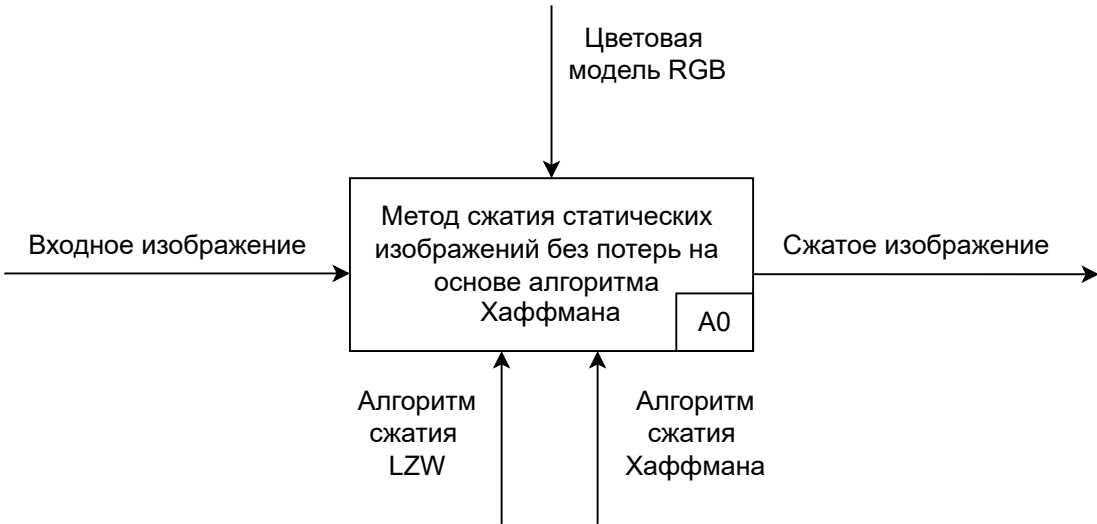 Цветовая
модель RGB
Входное изображение
Метод сжатия статических
изображений без потерь на
основе алгоритма
Хаффмана
A0
Сжатое изображение
Алгоритм
сжатия
LZW
Алгоритм
сжатия
Хаффмана